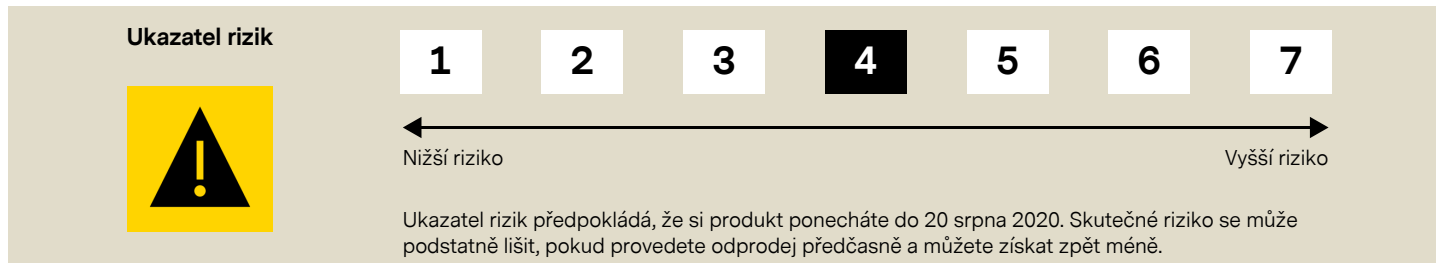 Ukazatel rizik
1 2 3 4 5 6 7
Nižší riziko Vyšší riziko
Ukazatel rizik předpokládá, že si produkt ponecháte do 20 srpna 2020. Skutečné riziko se může
podstatně lišit, pokud provedete odprodej předčasně a můžete získat zpět méně.